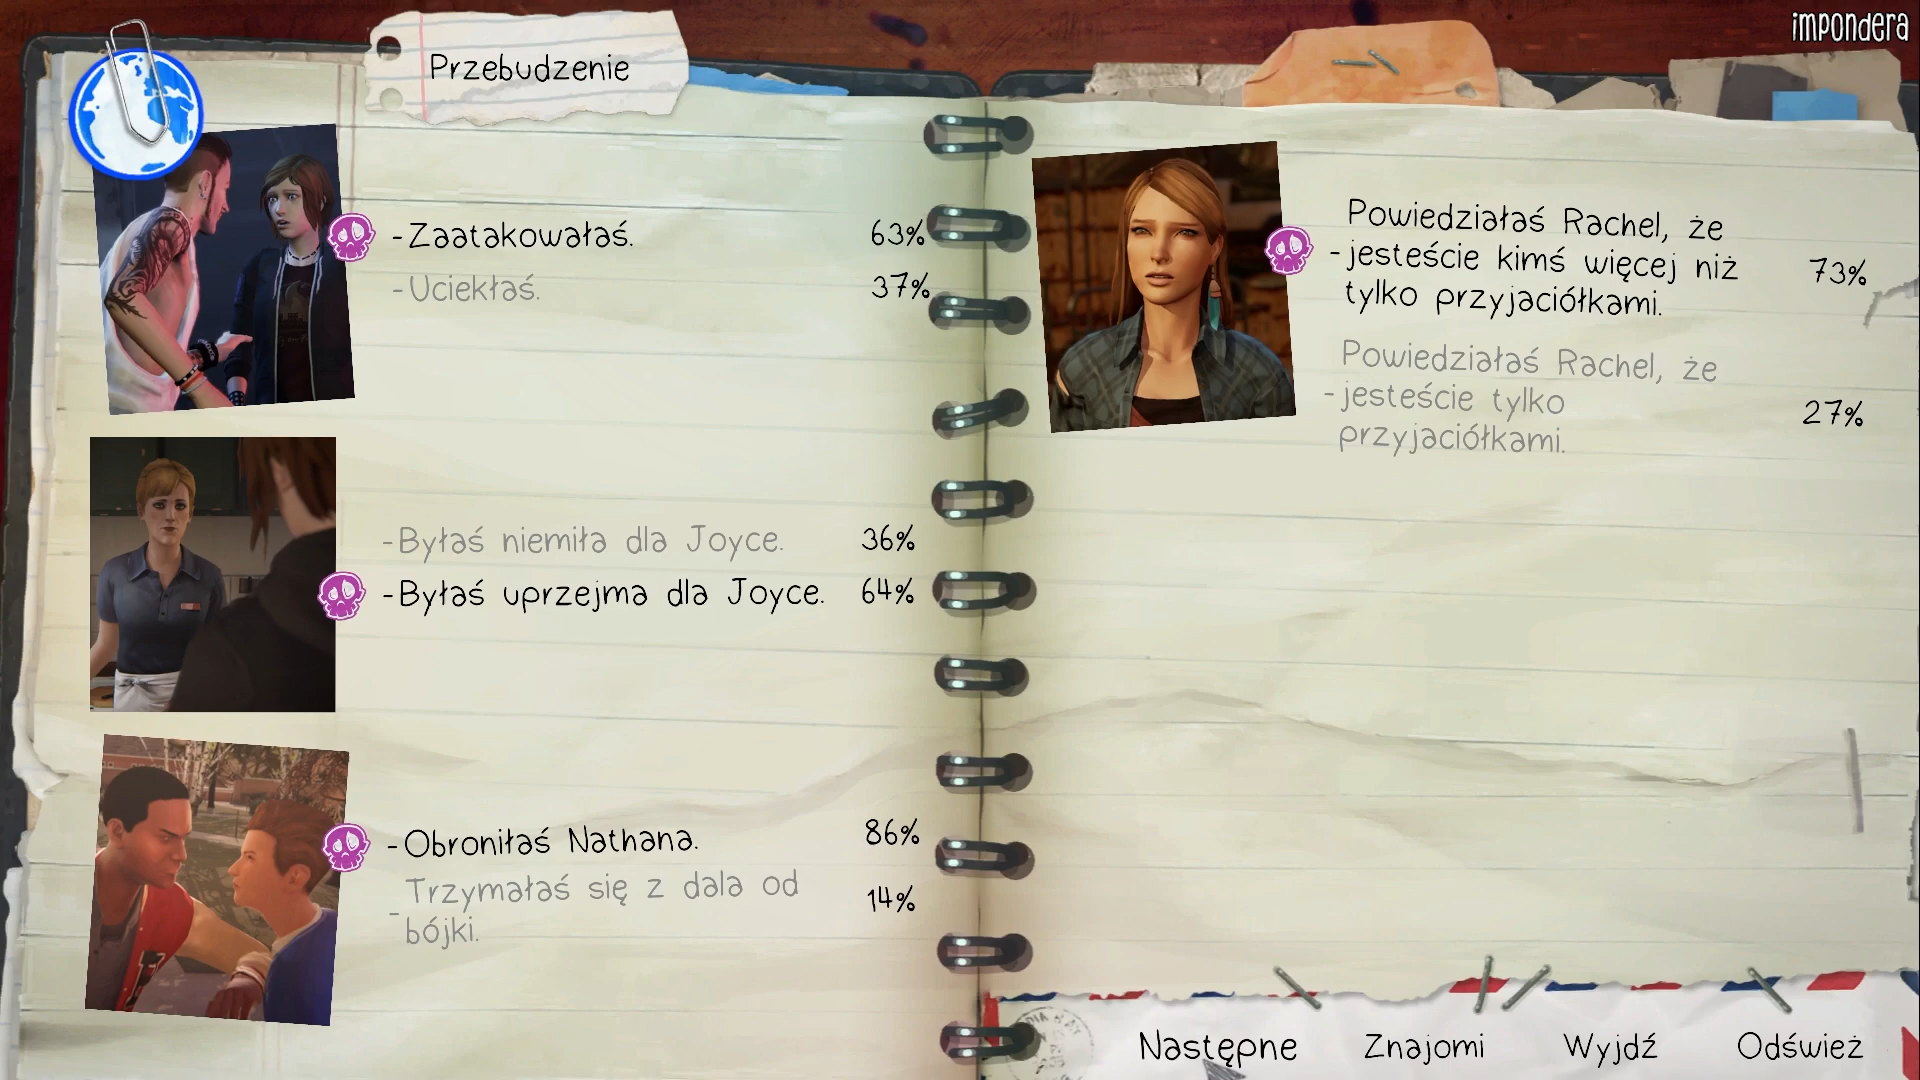 impondera
Przebudzenie
- Zaatakowałaś. 63%
- Uciekłaś. 37%
- Byłaś niemiła dla Joyce. 36%
- Byłaś uprzejma dla Joyce. 64%
- Obroniłaś Nathana. 86%
Trzymałaś się z dala od
- 14%
bójki.
Powiedziałaś Rachel, że
- jesteście kimś więcej niż 73%
tylko przyjaciółkami.
Powiedziałaś Rachel, że
- jesteście tylko 27%
przyjaciółkami.
Następne Znajomi Wyjdź Odśwież